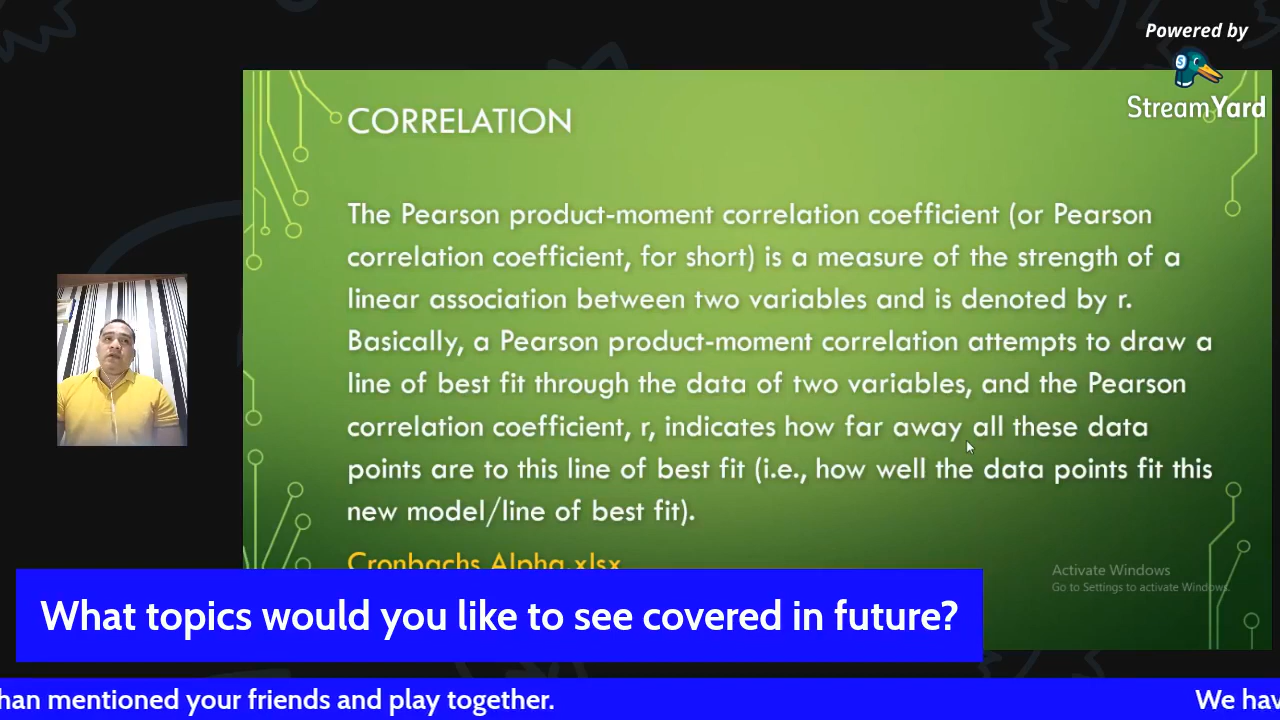 Powered by
StreamYard
CORRELATION
The Pearson product-moment correlation coefficient (or Pearson
correlation coefficient, for short) is a measure of the strength of a
linear association between two variables and is denoted by r.
Basically, a Pearson product-moment correlation attempts to draw a
line of best fit through the data of two variables, and the Pearson
correlation coefficient, r, indicates how far away all these data
points are to this line of best fit (i.e., how well the data points fit this
new model/line of best fit).
Cronbachs Alpha.xlsx
Activate Windows
Go to Settings to activate Windows.
What topics would you like to see covered in future?
han mentioned your friends and play together.
We hav